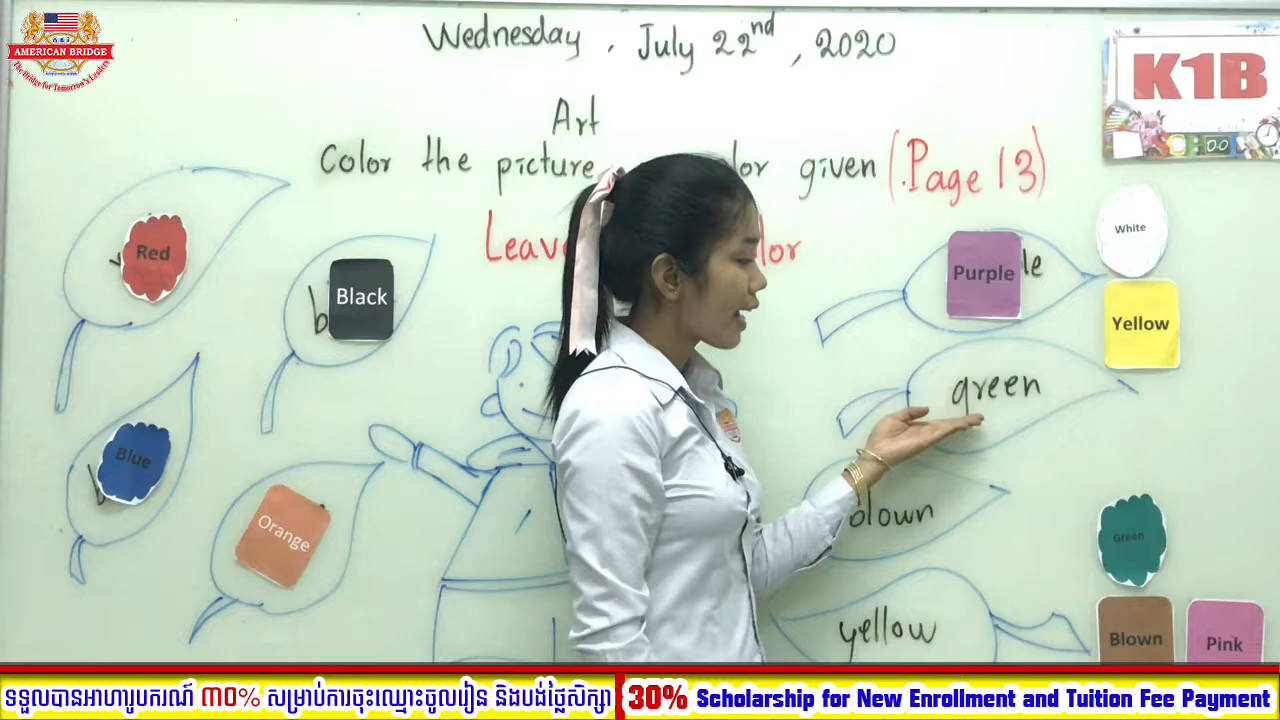 AMERICAN BRIDGE
The Bridge for Tomorrow's Leaders
Wednesday, July 22nd, 2020
K1B
Art
Color the picture lor given (Page 13)
Leave lor
Red
b Black
Purple le
White
Yellow
green
b Blue
Orange
blown
Green
yellow
Blown
Pink
ទទួលបានអាហារូបករណ៍ ៣០% សម្រាប់ការចុះឈ្មោះចូលរៀន និងបង់ថ្លៃសិក្សា
30% Scholarship for New Enrollment and Tuition Fee Payment